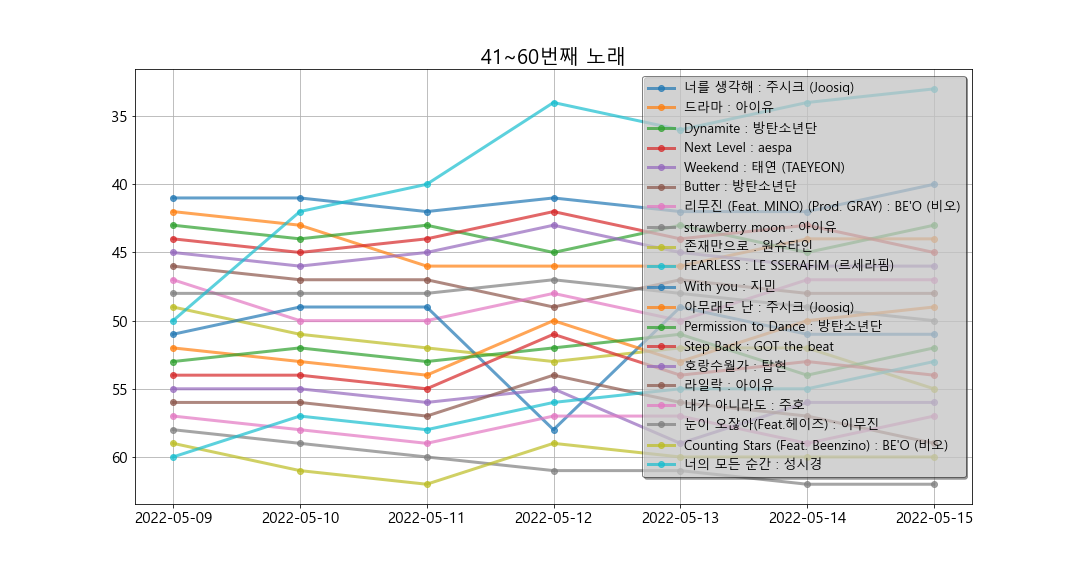 41~60번째 노래
35
40
45
50
55
60
너를 생각해 : 주시크 (Joosiq)
드라마 : 아이유
Dynamite : 방탄소년단
Next Level : aespa
Weekend : 태연 (TAEYEON)
Butter : 방탄소년단
리무진 (Feat. MINO) (Prod. GRAY) : BE'O (비오)
strawberry moon : 아이유
존재만으로 : 원슈타인
FEARLESS : LE SSERAFIM (르세라핌)
With you : 지민
아무래도 난 : 주시크 (Joosiq)
Permission to Dance : 방탄소년단
Step Back : GOT the beat
호랑수월가 : 탑현
라일락 : 아이유
내가 아니라도 : 주호
눈이 오잖아(Feat.헤이즈) : 이무진
Counting Stars (Feat. Beenzino) : BE'O (비오)
너의 모든 순간 : 성시경
2022-05-09 2022-05-10 2022-05-11 2022-05-12 2022-05-13 2022-05-14 2022-05-15